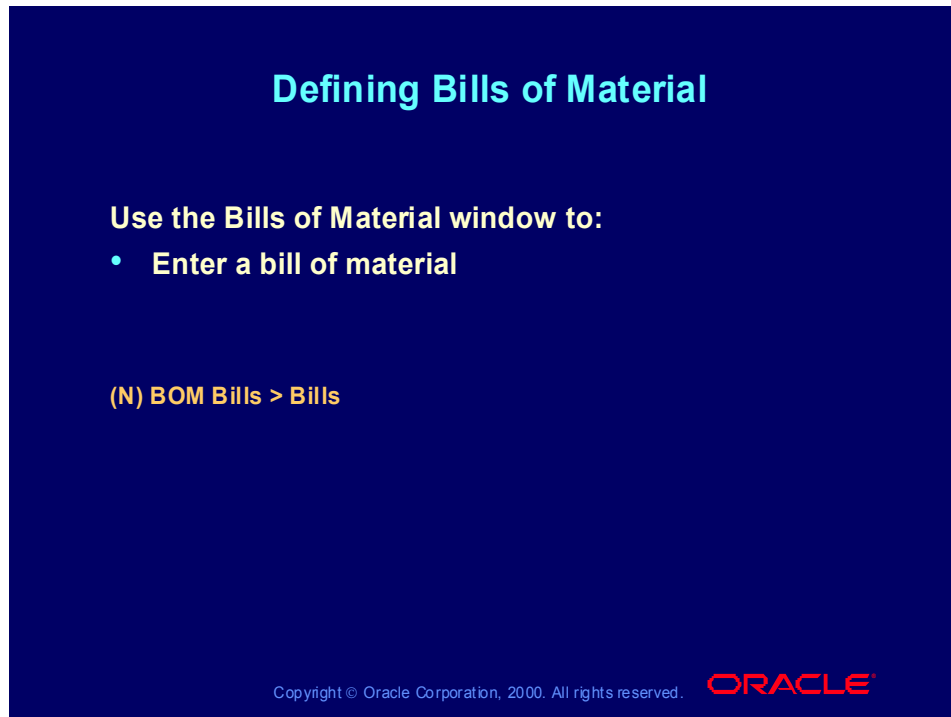 Defining Bills of Material
Use the Bills of Material window to:
• Enter a bill of material
(N) BOM Bills > Bills
Copyright © Oracle Corporation, 2000. All rights reserved.
ORACLE®